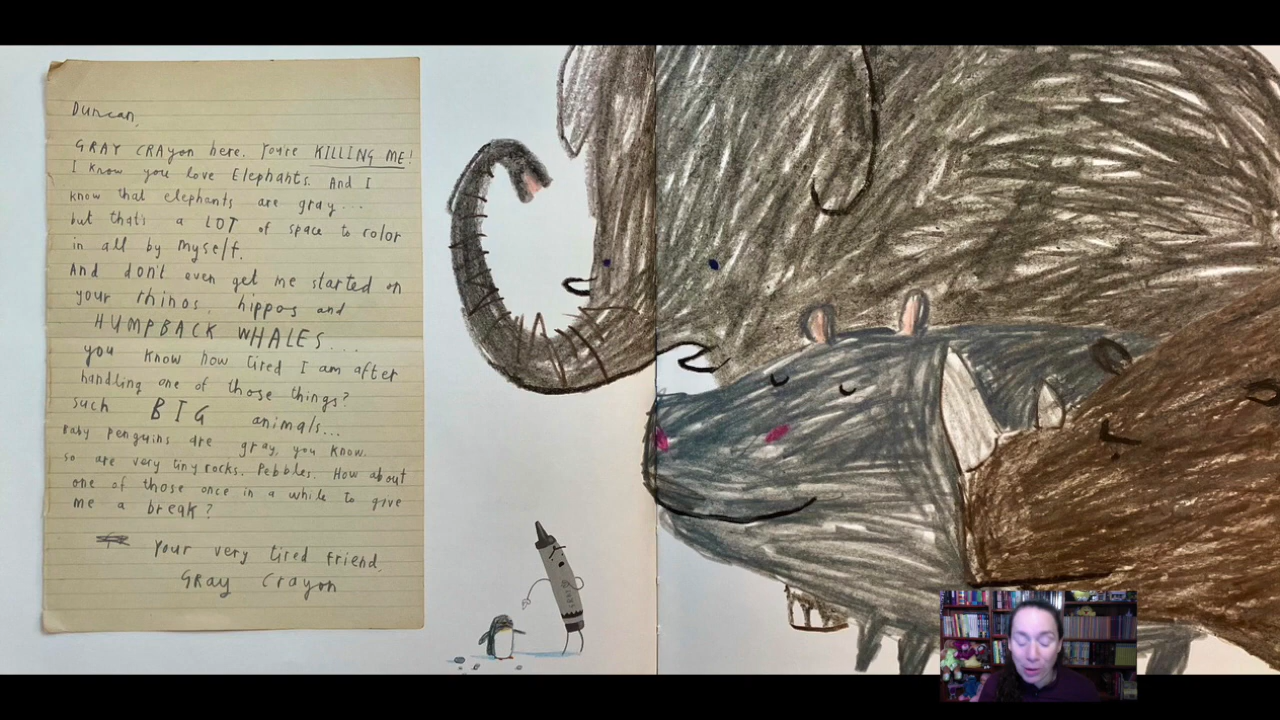 Duncan,
GRAY CRAYon here. You're KILLING ME!
I know you love Elephants. And I
know that elephants are gray...
but that's a LOT of space to color
in all by myself.
And don't even get me started on
your rhinos, hippos and
HUMPBACK WHALES...
you know how tired I am after
handling one of those things?
such BIG animals...
Baby penguins are gray, you know.
so are very tiny rocks. Pebbles. How about
one of those once in a while to give
me a break?
Your very tired friend,
GRay Crayon